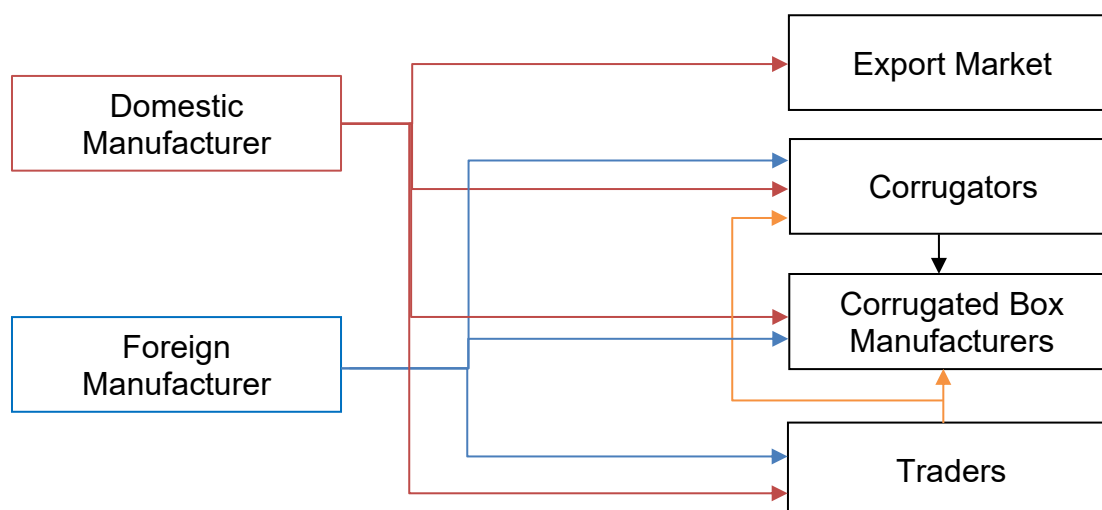 Export Market
Domestic
Manufacturer
Corrugators
Corrugated Box
Manufacturers
Foreign
Manufacturer
Traders